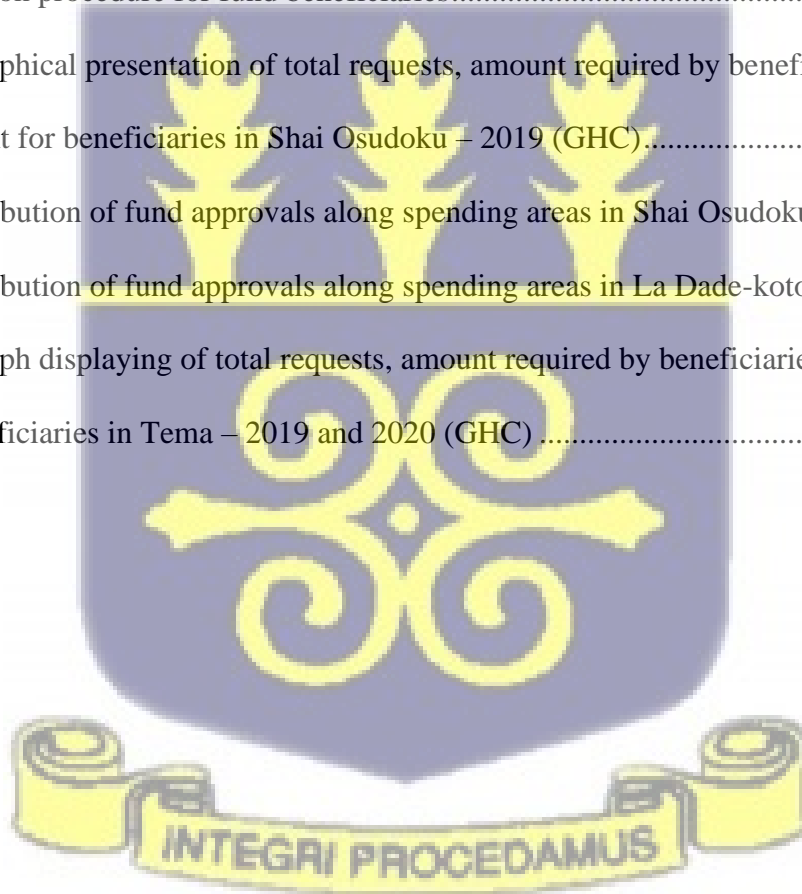 on procedure for fund beneficiaries......................................................
phical presentation of total requests, amount required by benefi
t for beneficiaries in Shai Osudoku – 2019 (GHC)........................
bution of fund approvals along spending areas in Shai Osudoku
bution of fund approvals along spending areas in La Dade-koto
ph displaying of total requests, amount required by beneficiarie
ficiaries in Tema – 2019 and 2020 (GHC) ........................................
INTEGRI PROCEDAMUS